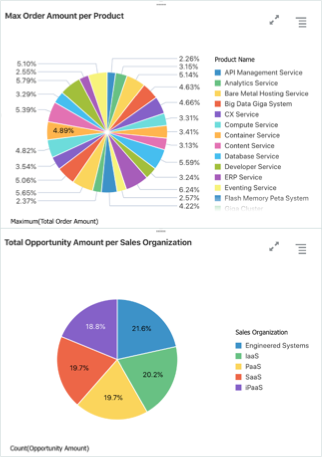 Max Order Amount per Product
5.10%
2.55%
5.79%
3.29%
5.39%
4.89%
4.82%
3.54%
5.06%
5.65%
2.37%
2.26%
3.15%
5.14%
4.63%
4.66%
3.31%
3.41%
3.13%
5.59%
3.24%
6.24%
2.57%
4.22%
Product Name
API Management Service
Analytics Service
Bare Metal Hosting Service
Big Data Giga System
CX Service
Compute Service
Container Service
Content Service
Database Service
Developer Service
ERP Service
Eventing Service
Flash Memory Peta System
Maximum(Total Order Amount)
Total Opportunity Amount per Sales Organization
18.8%
21.6%
19.7%
20.2%
19.7%
Sales Organization
Engineered Systems
IaaS
PaaS
SaaS
iPaaS
Count(Opportunity Amount)